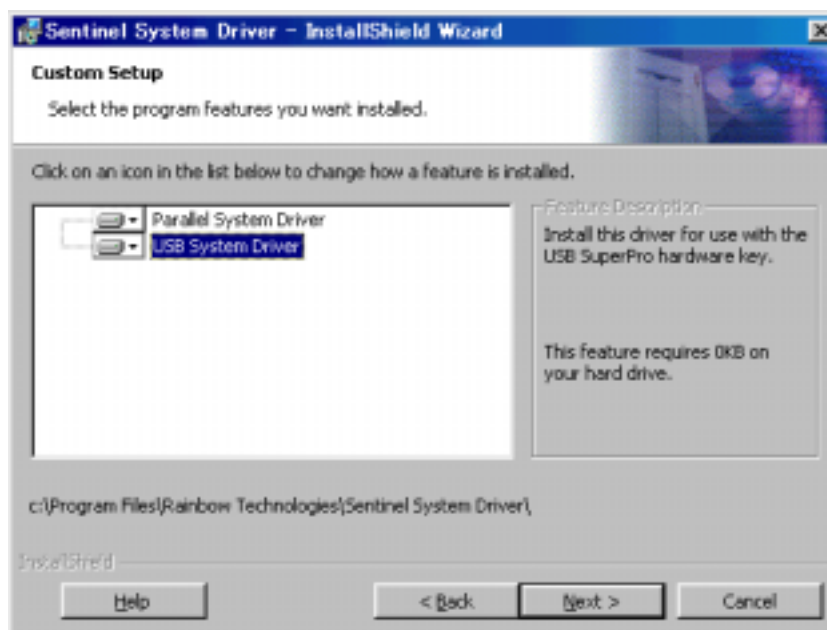 Sentinel System Driver - InstallShield Wizard
Custom Setup
Select the program features you want installed.
Click on an icon in the list below to change how a feature is installed.
Parallel System Driver
USB System Driver
Feature Description
Install this driver for use with the
USB SuperPro hardware key.
This feature requires 0KB on
your hard drive.
c:\Program Files\Rainbow Technologies\Sentinel System Driver\
InstallShield
Help
< Back
Next >
Cancel